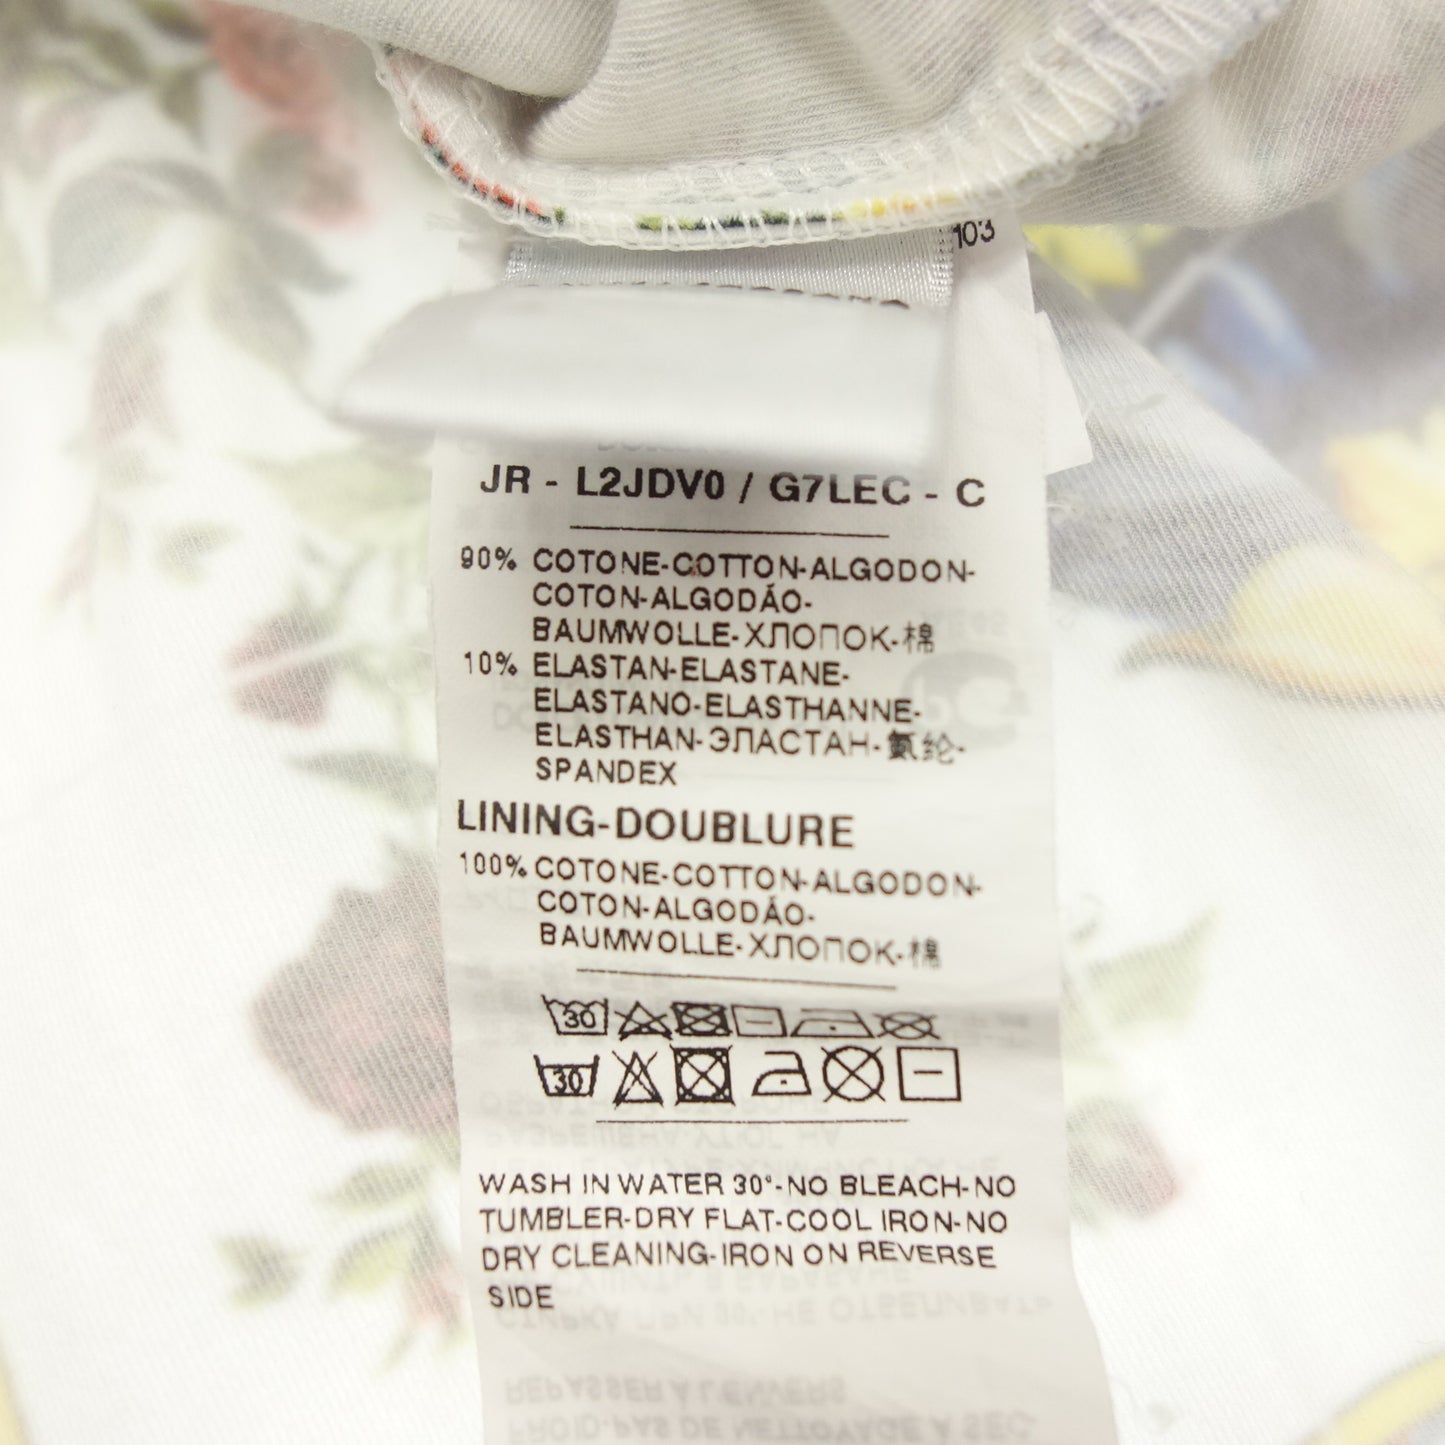 103
JR - L2JDV0 / G7LEC - C
90% COTONE-COTTON-ALGODON-
COTON-ALGODÃO-
BAUMWOLLE-ХЛОПОК-棉
10% ELASTAN-ELASTANE-
ELASTANO-ELASTHANNE-
ELASTHAN-ЭЛАСТАН-氨纶-
SPANDEX
LINING-DOUBLURE
100% COTONE-COTTON-ALGODON-
COTON-ALGODÃO-
BAUMWOLLE-ХЛОПОК-棉
30
30
WASH IN WATER 30°-NO BLEACH-NO
TUMBLER-DRY FLAT-COOL IRON-NO
DRY CLEANING-IRON ON REVERSE
SIDE